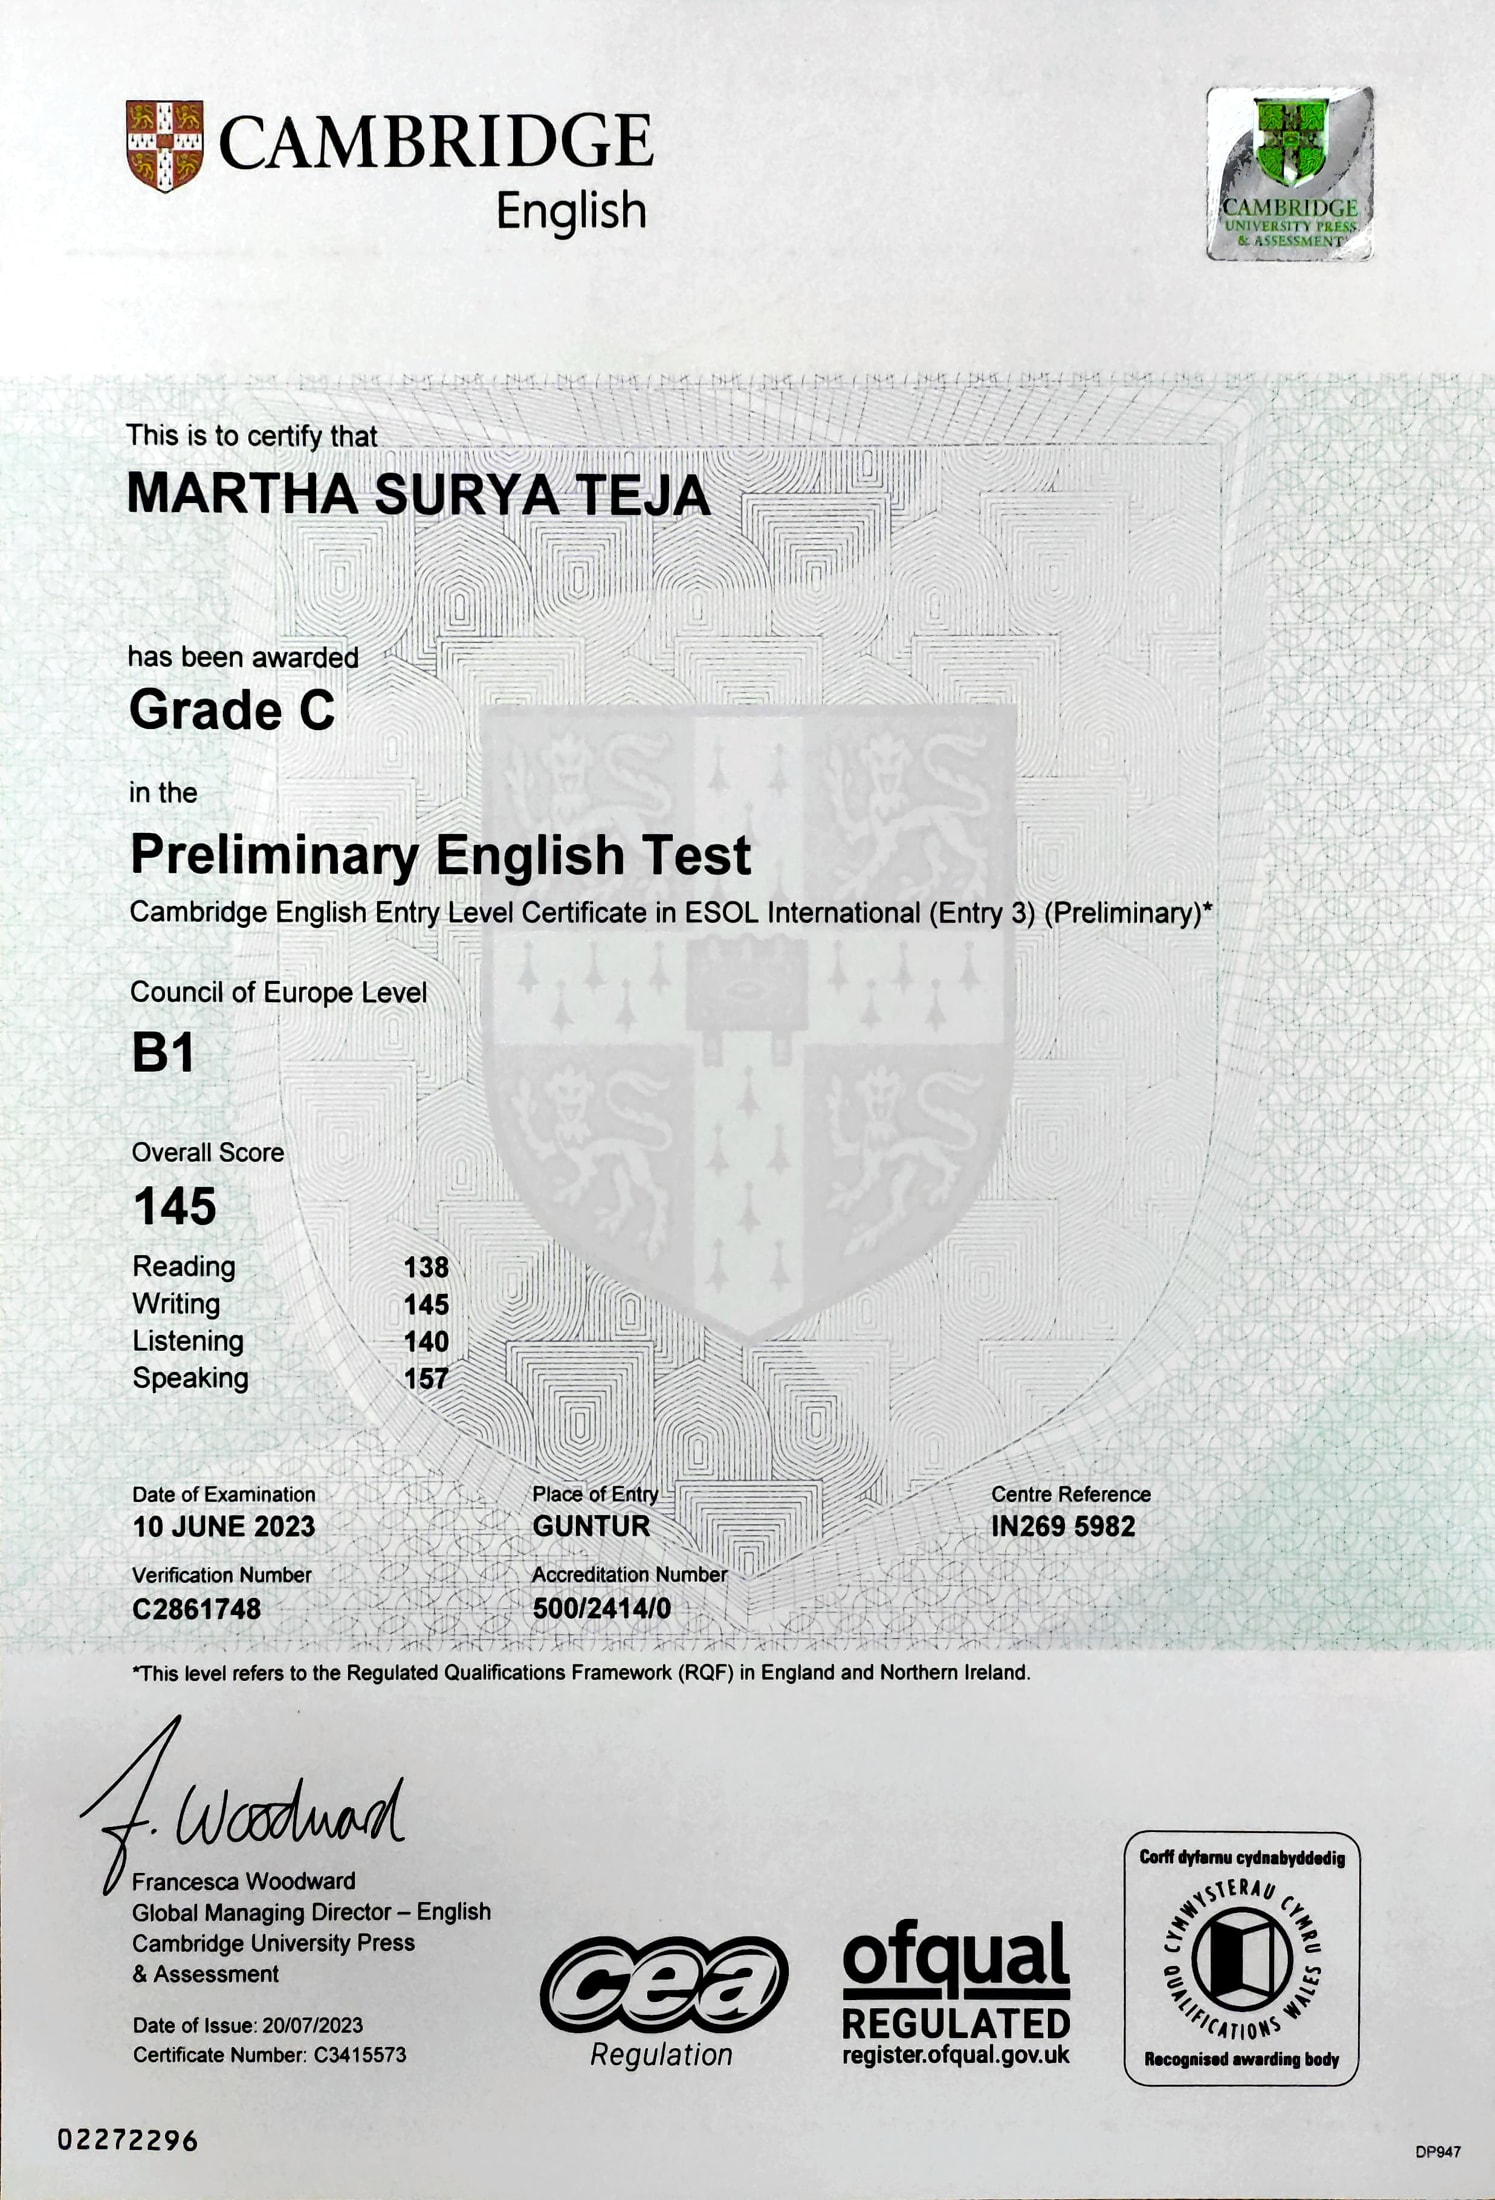 CAMBRIDGE
English
CAMBRIDGE
UNIVERSITY PRESS
& ASSESSMENT
This is to certify that
MARTHA SURYA TEJA
has been awarded
Grade C
in the
Preliminary English Test
Cambridge English Entry Level Certificate in ESOL International (Entry 3) (Preliminary)*
Council of Europe Level
B1
Overall Score
145
Reading 138
Writing 145
Listening 140
Speaking 157
Date of Examination Place of Entry Centre Reference
10 JUNE 2023 GUNTUR IN269 5982
Verification Number Accreditation Number
C2861748 500/2414/0
*This level refers to the Regulated Qualifications Framework (RQF) in England and Northern Ireland.
F. Woodward
Francesca Woodward
Global Managing Director – English
Cambridge University Press
& Assessment
Date of Issue: 20/07/2023
Certificate Number: C3415573
cea
Regulation
ofqual
REGULATED
register.ofqual.gov.uk
Corff dyfarnu cydnabyddedig
CYMWYSTERAU CYMRU
QUALIFICATIONS WALES
Recognised awarding body
02272296
DP947